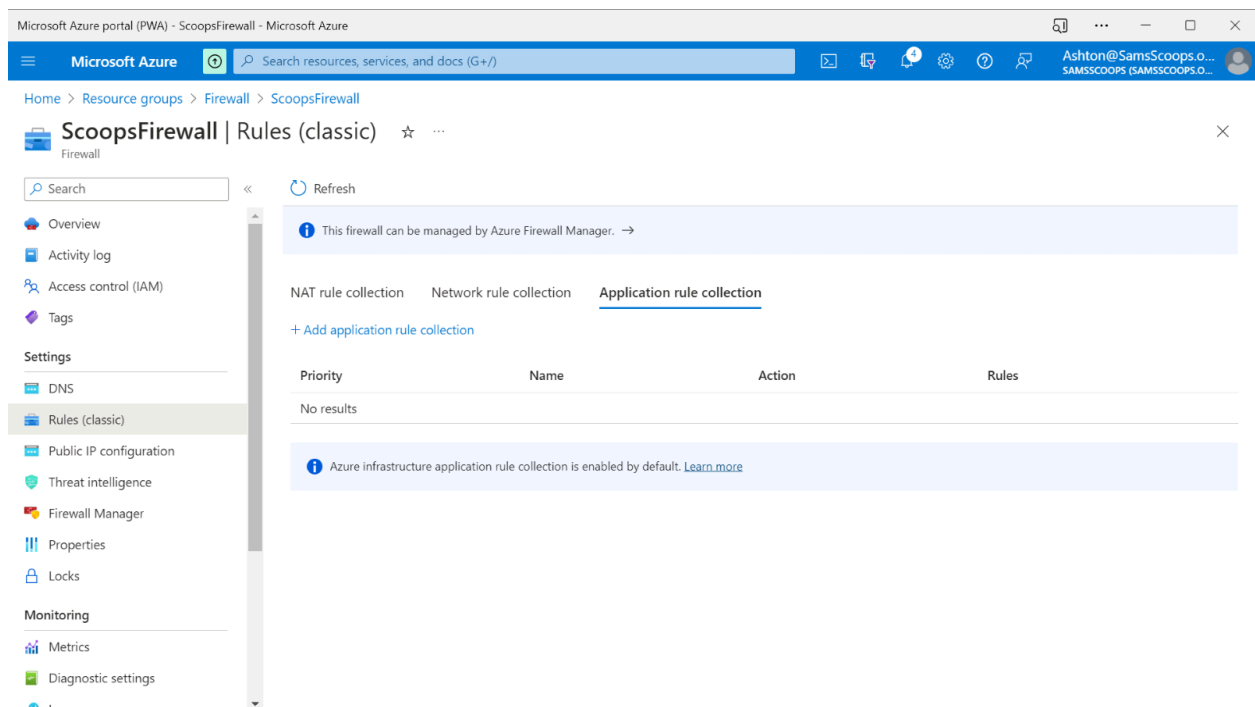 Microsoft Azure portal (PWA) - ScoopsFirewall - Microsoft Azure
Microsoft Azure
Search resources, services, and docs (G+/)
4
Ashton@SamsScoops.o...
SAMSSCOOPS (SAMSSCOOPS.O...
Home > Resource groups > Firewall > ScoopsFirewall
ScoopsFirewall | Rules (classic)
Firewall
Search
Refresh
Overview
Activity log
Access control (IAM)
Tags
Settings
DNS
Rules (classic)
Public IP configuration
Threat intelligence
Firewall Manager
Properties
Locks
Monitoring
Metrics
Diagnostic settings
This firewall can be managed by Azure Firewall Manager. →
NAT rule collection Network rule collection Application rule collection
+ Add application rule collection
Priority Name Action Rules
No results
Azure infrastructure application rule collection is enabled by default. Learn more